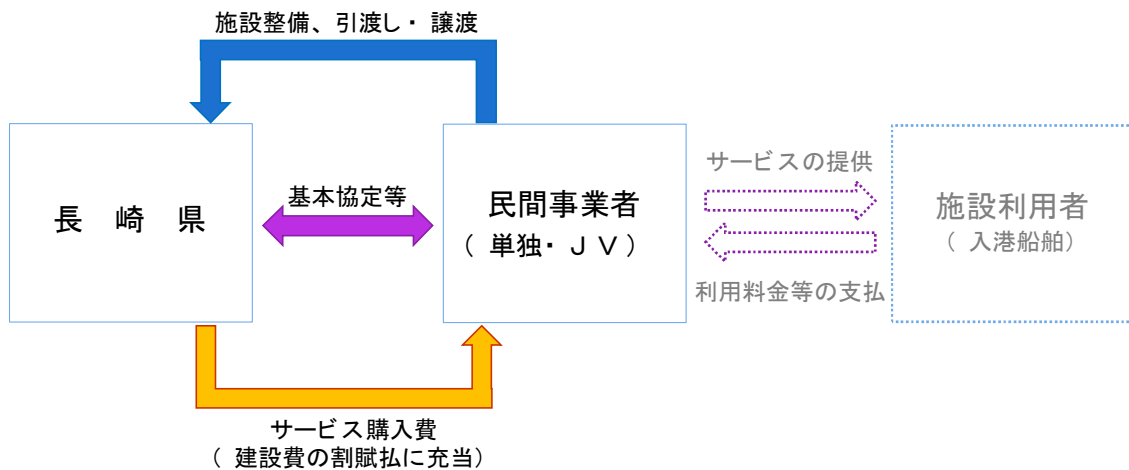 施設整備、引渡し・ 譲渡
長 崎 県
基本協定等
民間事業者
( 単独・ＪＶ)
サービスの提供
利用料金等の支払
施設利用者
( 入港船舶)
サービス購入費
( 建設費の割賦払に充当)